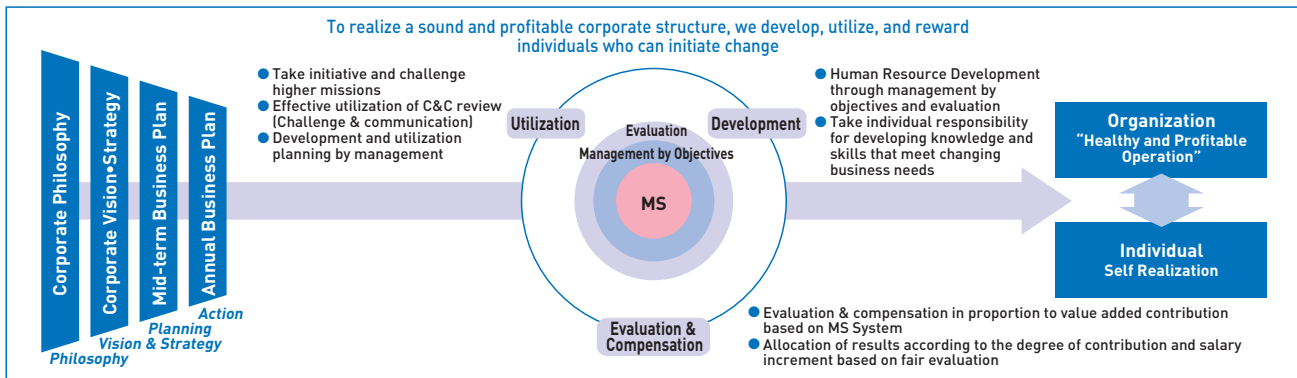 To realize a sound and profitable corporate structure, we develop, utilize, and reward
individuals who can initiate change
Corporate Philosophy
Corporate Vision•Strategy
Mid-term Business Plan
Annual Business Plan
Philosophy
Vision & Strategy
Planning
Action
● Take initiative and challenge
higher missions
● Effective utilization of C&C review
(Challenge & communication)
● Development and utilization
planning by management
Utilization
Development
Evaluation
Management by Objectives
MS
Evaluation &
Compensation
● Human Resource Development
through management by
objectives and evaluation
● Take individual responsibility
for developing knowledge and
skills that meet changing
business needs
Organization
“Healthy and Profitable
Operation”
Individual
Self Realization
● Evaluation & compensation in proportion to value added contribution
based on MS System
● Allocation of results according to the degree of contribution and salary
increment based on fair evaluation